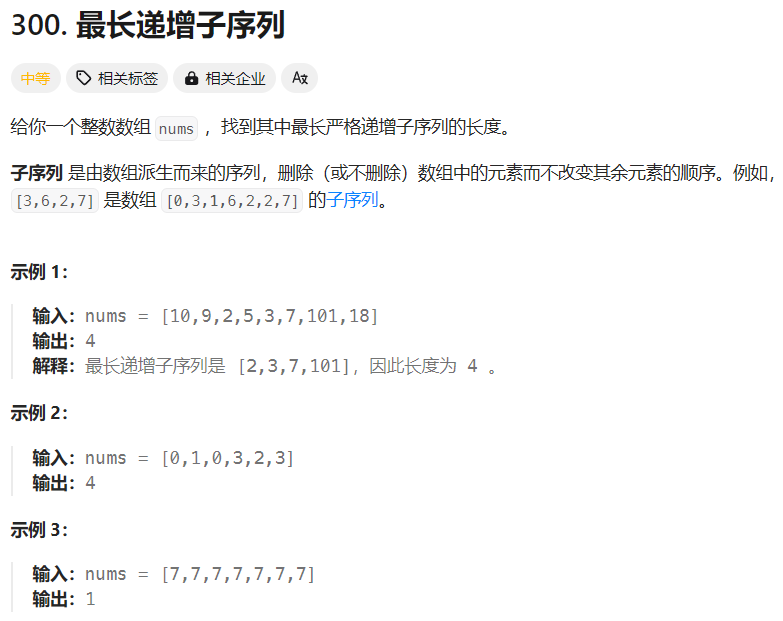 300. 最长递增子序列
中等 相关标签 相关企业 Aあ
给你一个整数数组 nums ，找到其中最长严格递增子序列的长度。
子序列 是由数组派生而来的序列，删除（或不删除）数组中的元素而不改变其余元素的顺序。例如，
[3,6,2,7] 是数组 [0,3,1,6,2,2,7] 的子序列。
示例 1：
输入：nums = [10,9,2,5,3,7,101,18]
输出：4
解释：最长递增子序列是 [2,3,7,101]，因此长度为 4 。
示例 2：
输入：nums = [0,1,0,3,2,3]
输出：4
示例 3：
输入：nums = [7,7,7,7,7,7,7]
输出：1